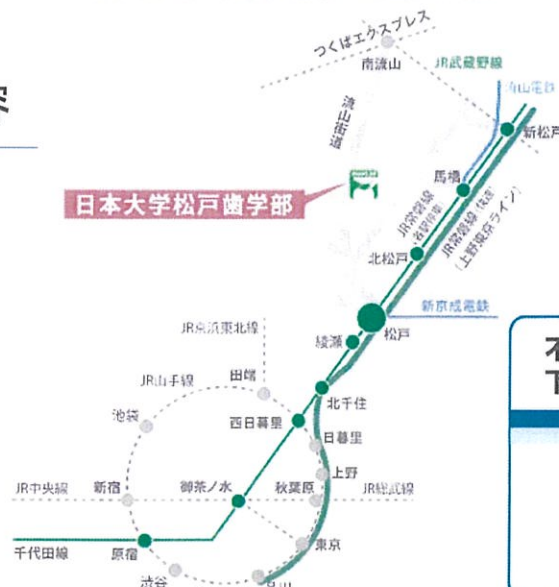 つくばエクスプレス
南流山
JR武蔵野線
流山電鉄
流山街道
新松戸
馬橋
日本大学松戸歯学部
JR常磐線
(各駅停車)
JR常磐線(快速)
(上野東京ライン)
北松戸
新京成電鉄
松戸
綾瀬
JR京浜東北線
田端
JR山手線
北千住
池袋
西日暮里
日暮里
上野
JR中央線
新宿
御茶ノ水
秋葉原
JR総武線
東京
千代田線
原宿
渋谷
品川